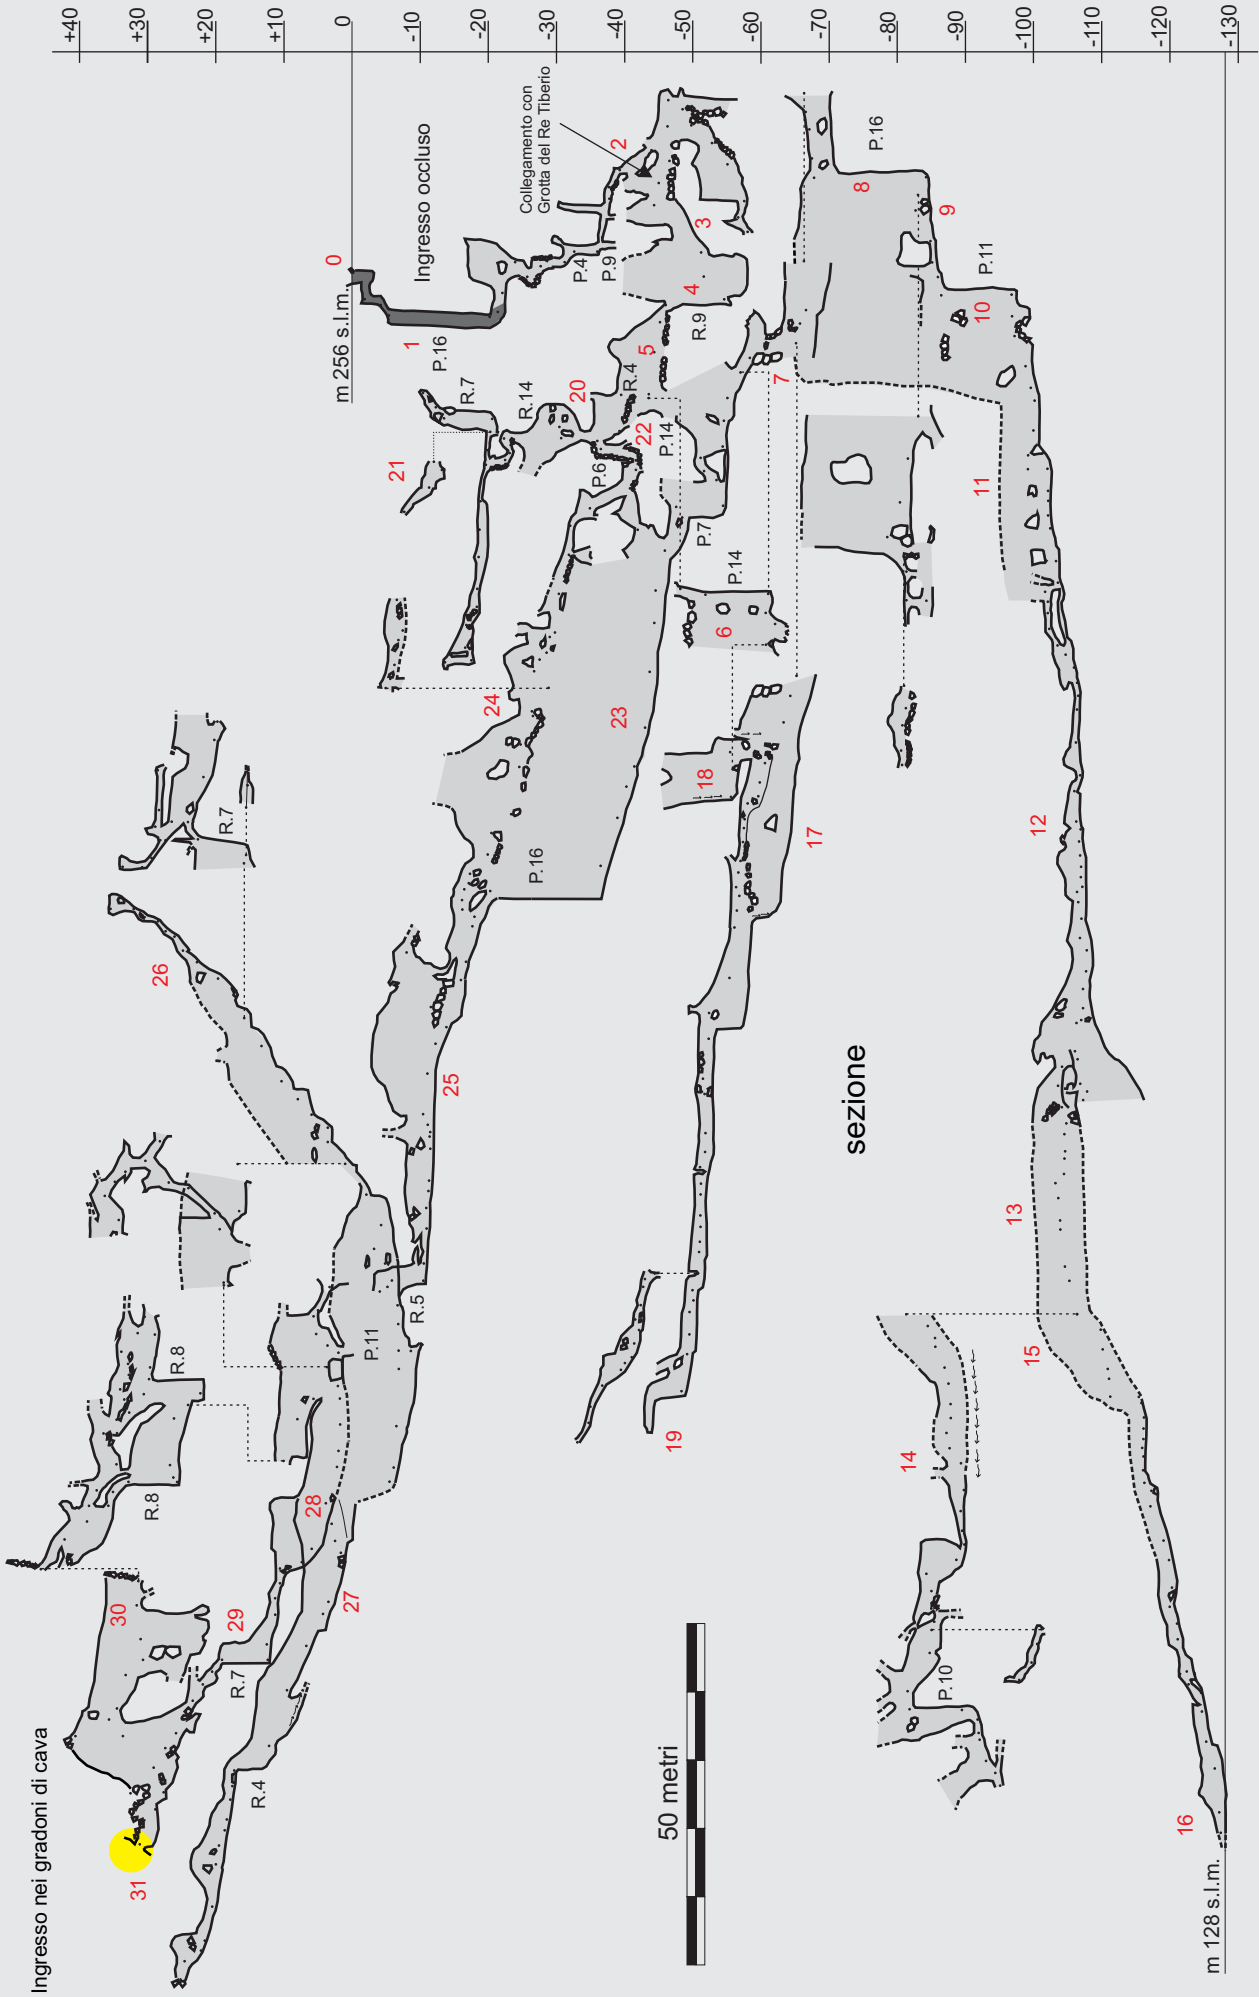 +40
+30
+20
+10
0
-10
-20
-30
-40
-50
-60
-70
-80
-90
-100
-110
-120
-130
m 256 s.l.m.
0
Ingresso occluso
1
P.16
Collegamento con
Grotta del Re Tiberio
2
3
4
P.4
P.9
R.9
5
R.4
20
R.14
R.7
21
22
P.14
P.6
P.7
6
P.14
7
8
P.16
9
P.11
10
11
12
13
15
14
P.10
16
m 128 s.l.m.
17
18
19
23
24
P.16
25
R.5
26
R.7
P.11
27
28
R.8
R.8
29
R.7
30
R.4
31
Ingresso nei gradoni di cava
sezione
50 metri